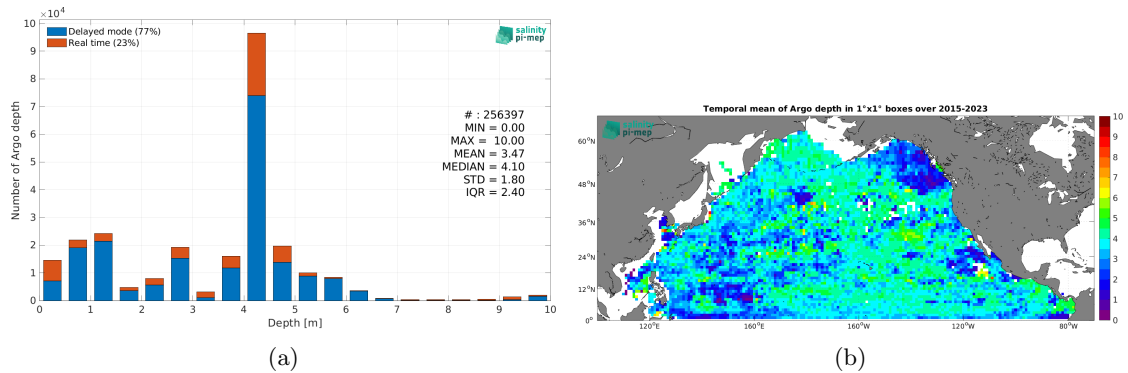 ×10⁴
10
9
8
7
6
5
4
3
2
1
0
Number of Argo depth
Delayed mode (77%)
Real time (23%)
salinity
pi-mep
# : 256397
MIN = 0.00
MAX = 10.00
MEAN = 3.47
MEDIAN = 4.10
STD = 1.80
IQR = 2.40
0 1 2 3 4 5 6 7 8 9 10
Depth [m]
(a)
Temporal mean of Argo depth in 1°x1° boxes over 2015-2023
salinity
pi-mep
60°N
48°N
36°N
24°N
12°N
0°
120°E 160°E 160°W 120°W 80°W
10
9
8
7
6
5
4
3
2
1
0
(b)